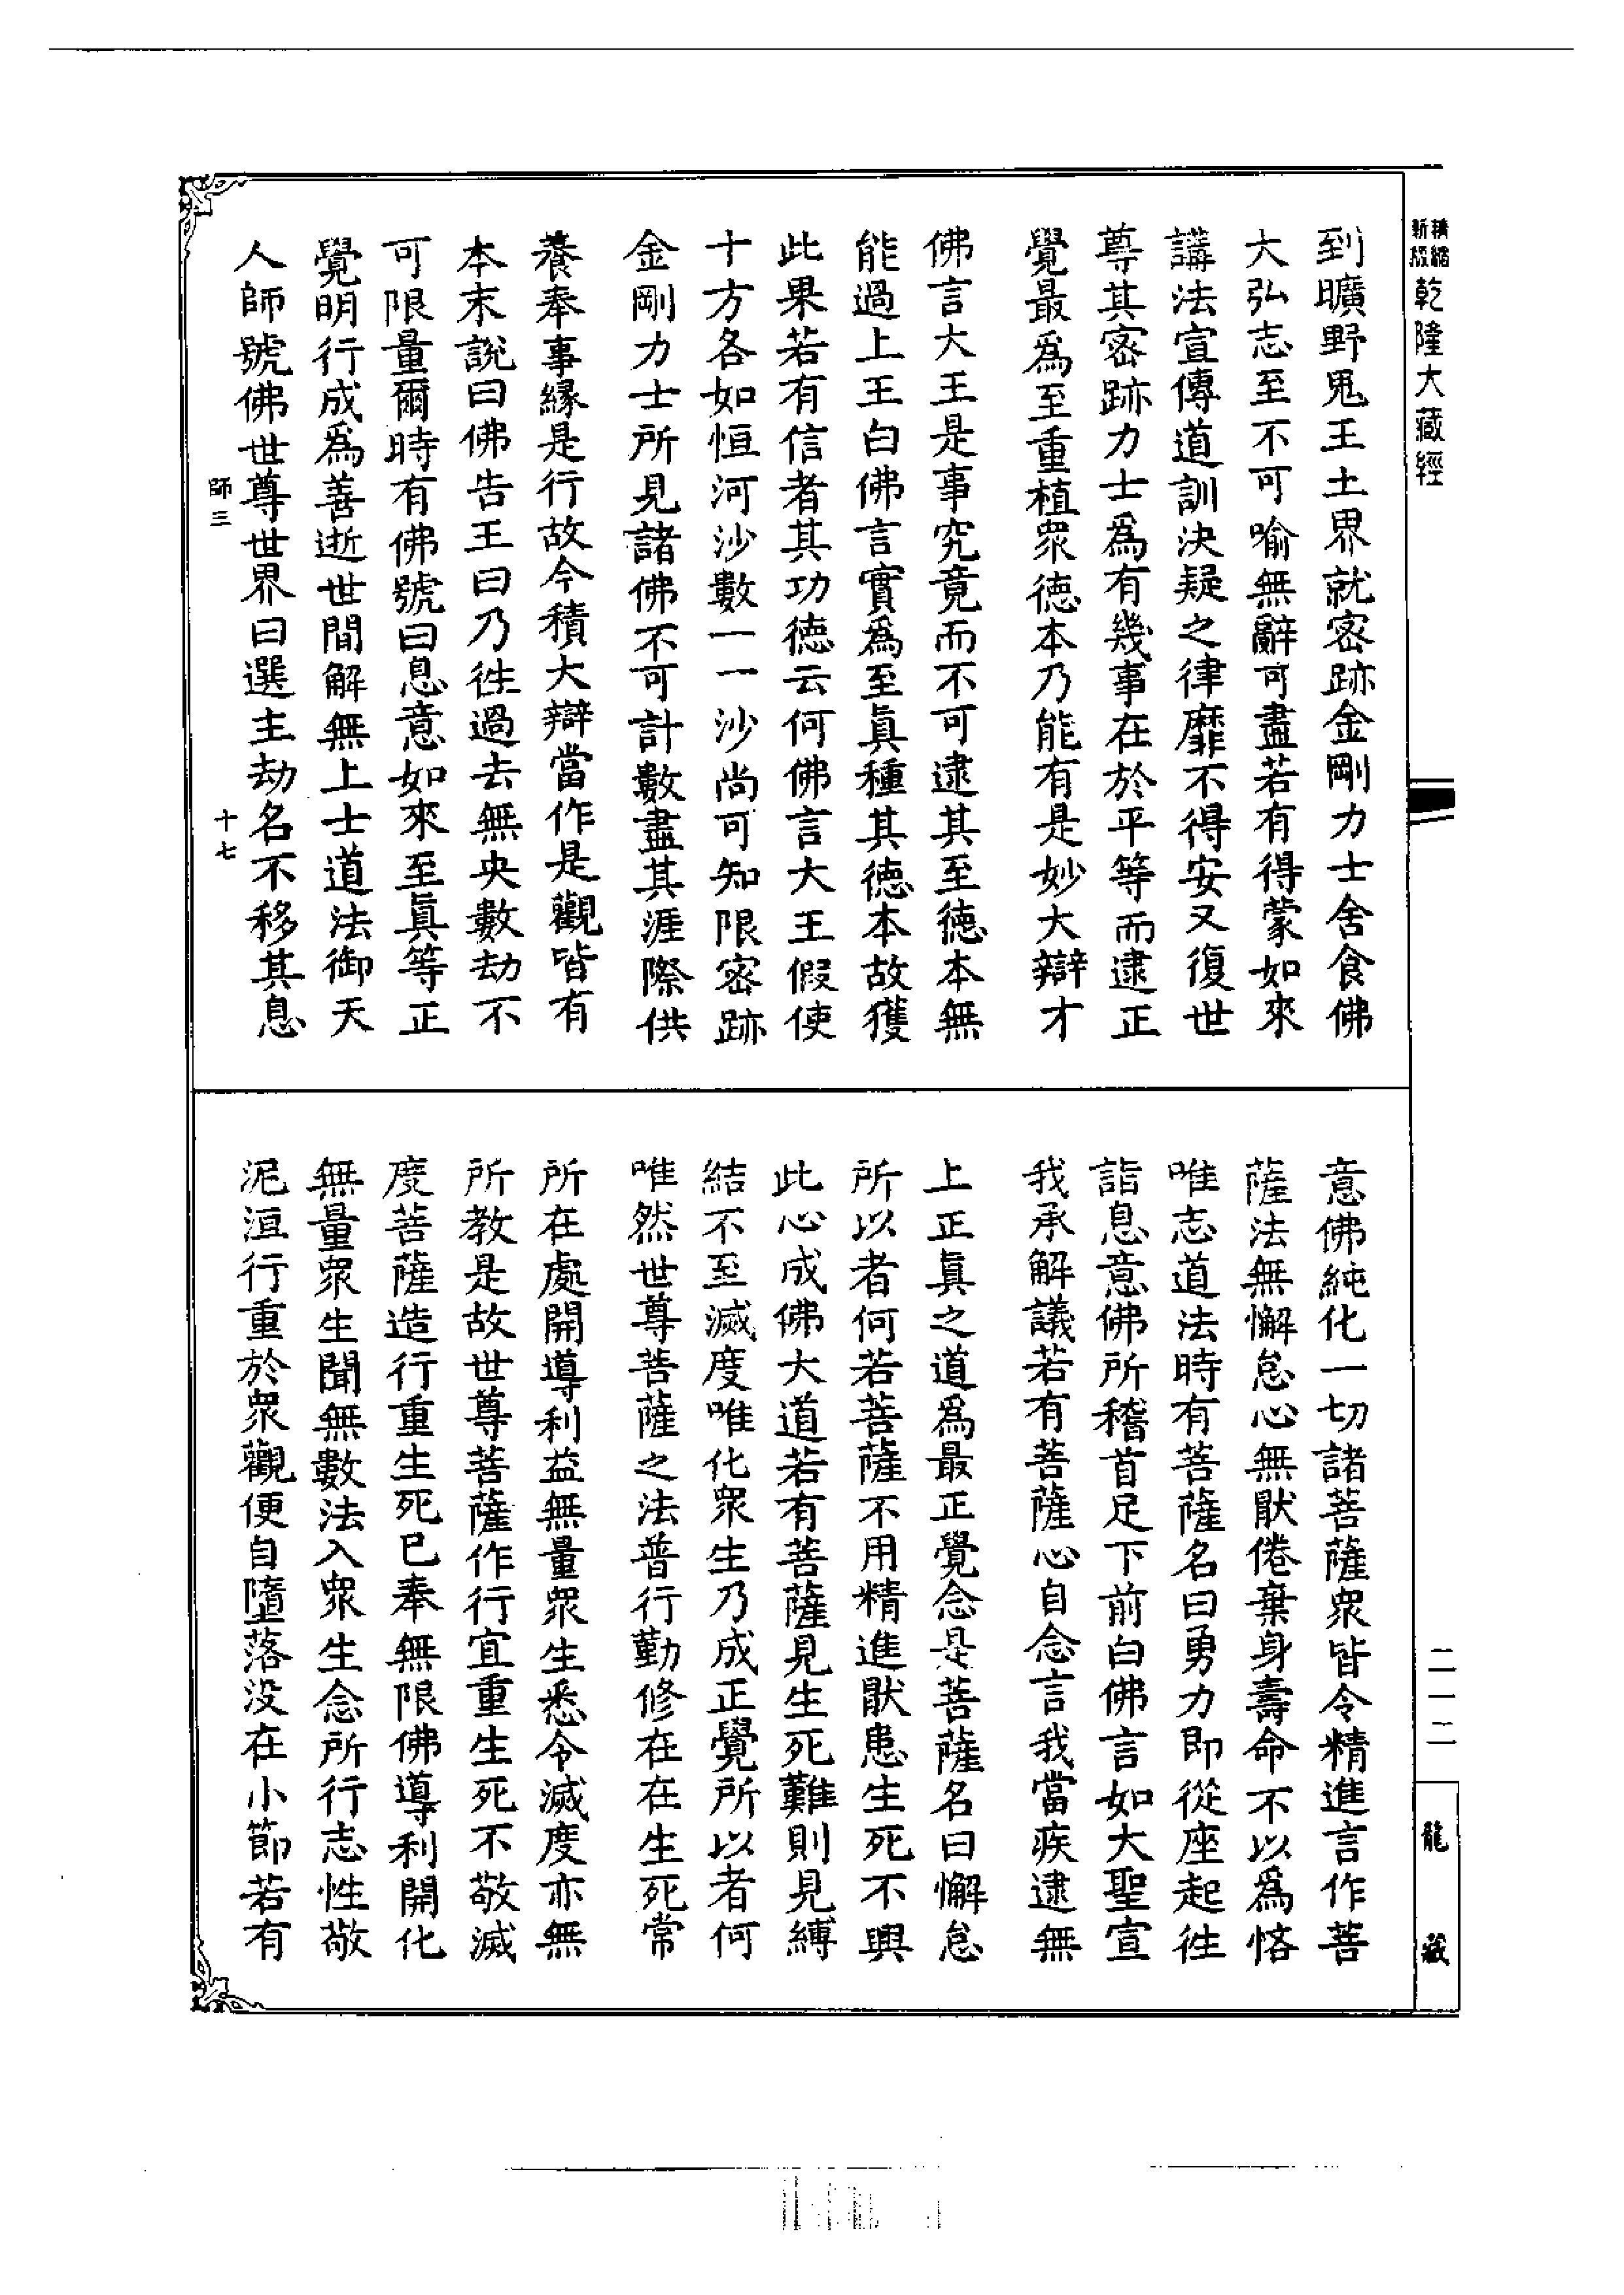 新版精縮乾隆大藏經
到曠野鬼王土界就密跡金剛力士舍食佛
大弘志至不可喻無辭可盡若有得蒙如來
講法宣傳道訓決疑之律靡不得安又復世
尊其密跡力士爲有幾事在於平等而逮正
覺最爲至重植衆德本乃能有是妙大辯才
佛言大王是事究竟而不可逮其至德本無
能過上王白佛言實爲至眞種其德本故獲
此果若有信者其功德云何佛言大王假使
十方各如恒河沙數一一沙尚可知限密跡
金剛力士所見諸佛不可計數盡其涯際供
養奉事緣是行故今積大辯當作是觀皆有
本末說曰佛告王曰乃徃過去無央數劫不
可限量爾時有佛號曰息意如來至眞等正
覺明行成爲善逝世間解無上士道法御天
人師號佛世尊世界曰選主劫名不移其息
師三
十七
意佛純化一切諸菩薩衆皆令精進言作菩
薩法無懈怠心無猒倦棄身壽命不以爲悋
唯志道法時有菩薩名曰勇力即從座起徃
詣息意佛所稽首足下前白佛言如大聖宣
我承解議若有菩薩心自念言我當疾逮無
上正眞之道爲最正覺念是菩薩名曰懈怠
所以者何若菩薩不用精進猒患生死不興
此心成佛大道若有菩薩見生死難則見縛
結不至滅度唯化衆生乃成正覺所以者何
唯然世尊菩薩之法普行勤修在在生死常
所在處開導利益無量衆生悉令滅度亦無
所教是故世尊菩薩作行宜重生死不敬滅
度菩薩造行重生死已奉無限佛導利開化
無量衆生聞無數法入衆生念所行志性敬
泥洹行重於衆觀便自墮落没在小節若有
二一二
龍藏